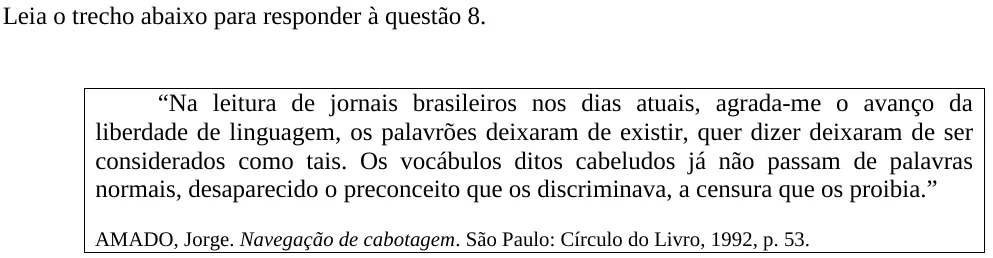 Leia o trecho abaixo para responder à questão 8.
“Na leitura de jornais brasileiros nos dias atuais, agrada-me o avanço da
liberdade de linguagem, os palavrões deixaram de existir, quer dizer deixaram de ser
considerados como tais. Os vocábulos ditos cabeludos já não passam de palavras
normais, desaparecido o preconceito que os discriminava, a censura que os proibia.”
AMADO, Jorge. Navegação de cabotagem. São Paulo: Círculo do Livro, 1992, p. 53.